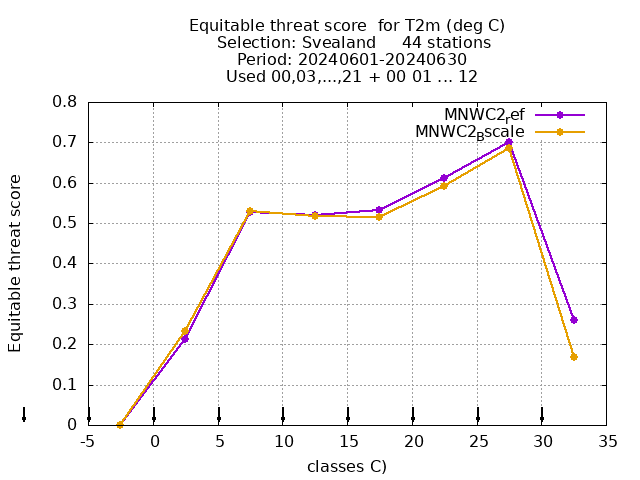 Equitable threat score  for T2m (deg C)
Selection: Svealand     44 stations
Period: 20240601-20240630
Used 00,03,...,21 + 00 01 ... 12
MNWC2ref
MNWC2Bscale
Equitable threat score
0.8
0.7
0.6
0.5
0.4
0.3
0.2
0.1
0
-5 0 5 10 15 20 25 30 35
classes C)